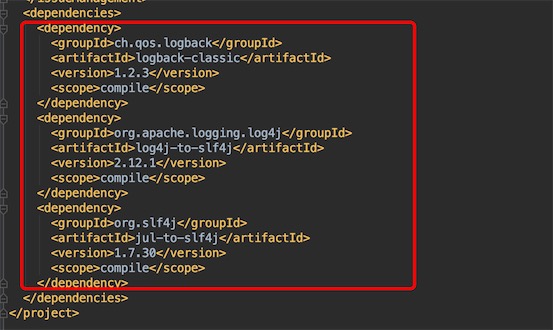 <dependencies>
<dependency>
<groupId>ch.qos.logback</groupId>
<artifactId>logback-classic</artifactId>
<version>1.2.3</version>
<scope>compile</scope>
</dependency>
<dependency>
<groupId>org.apache.logging.log4j</groupId>
<artifactId>log4j-to-slf4j</artifactId>
<version>2.12.1</version>
<scope>compile</scope>
</dependency>
<dependency>
<groupId>org.slf4j</groupId>
<artifactId>jul-to-slf4j</artifactId>
<version>1.7.30</version>
<scope>compile</scope>
</dependency>
</dependencies>
</project>